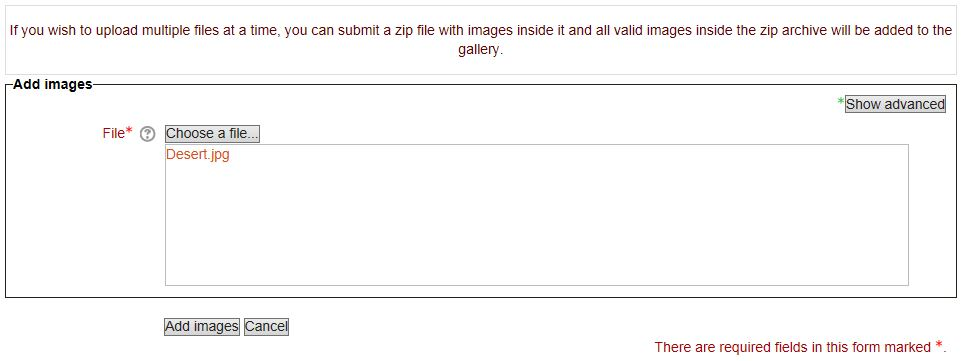 If you wish to upload multiple files at a time, you can submit a zip file with images inside it and all valid images inside the zip archive will be added to the
gallery.
Add images
*Show advanced
File* ? Choose a file...
Desert.jpg
Add images Cancel
There are required fields in this form marked *.